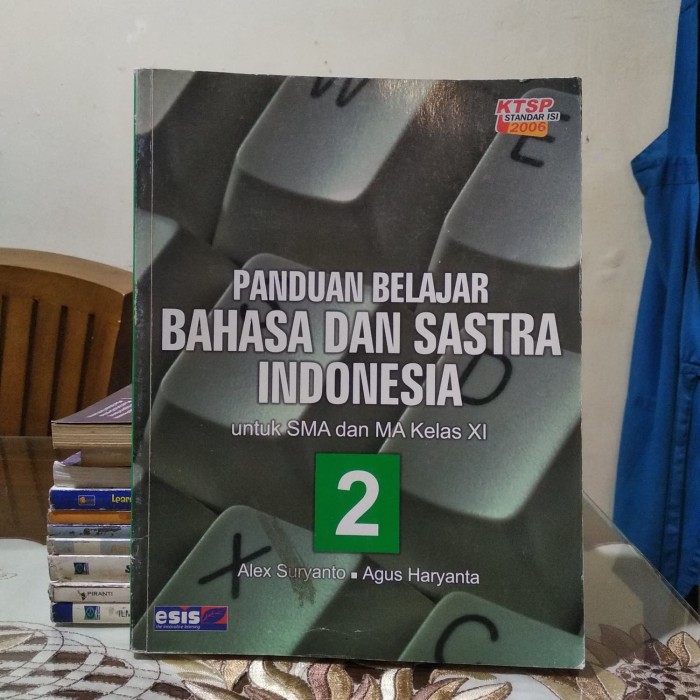 KTSP
STANDAR ISI
2006
W
E
D
X
C
PANDUAN BELAJAR
BAHASA DAN SASTRA
INDONESIA
untuk SMA dan MA Kelas XI
2
Alex Suryanto ▪ Agus Haryanta
esis
PIRANTI